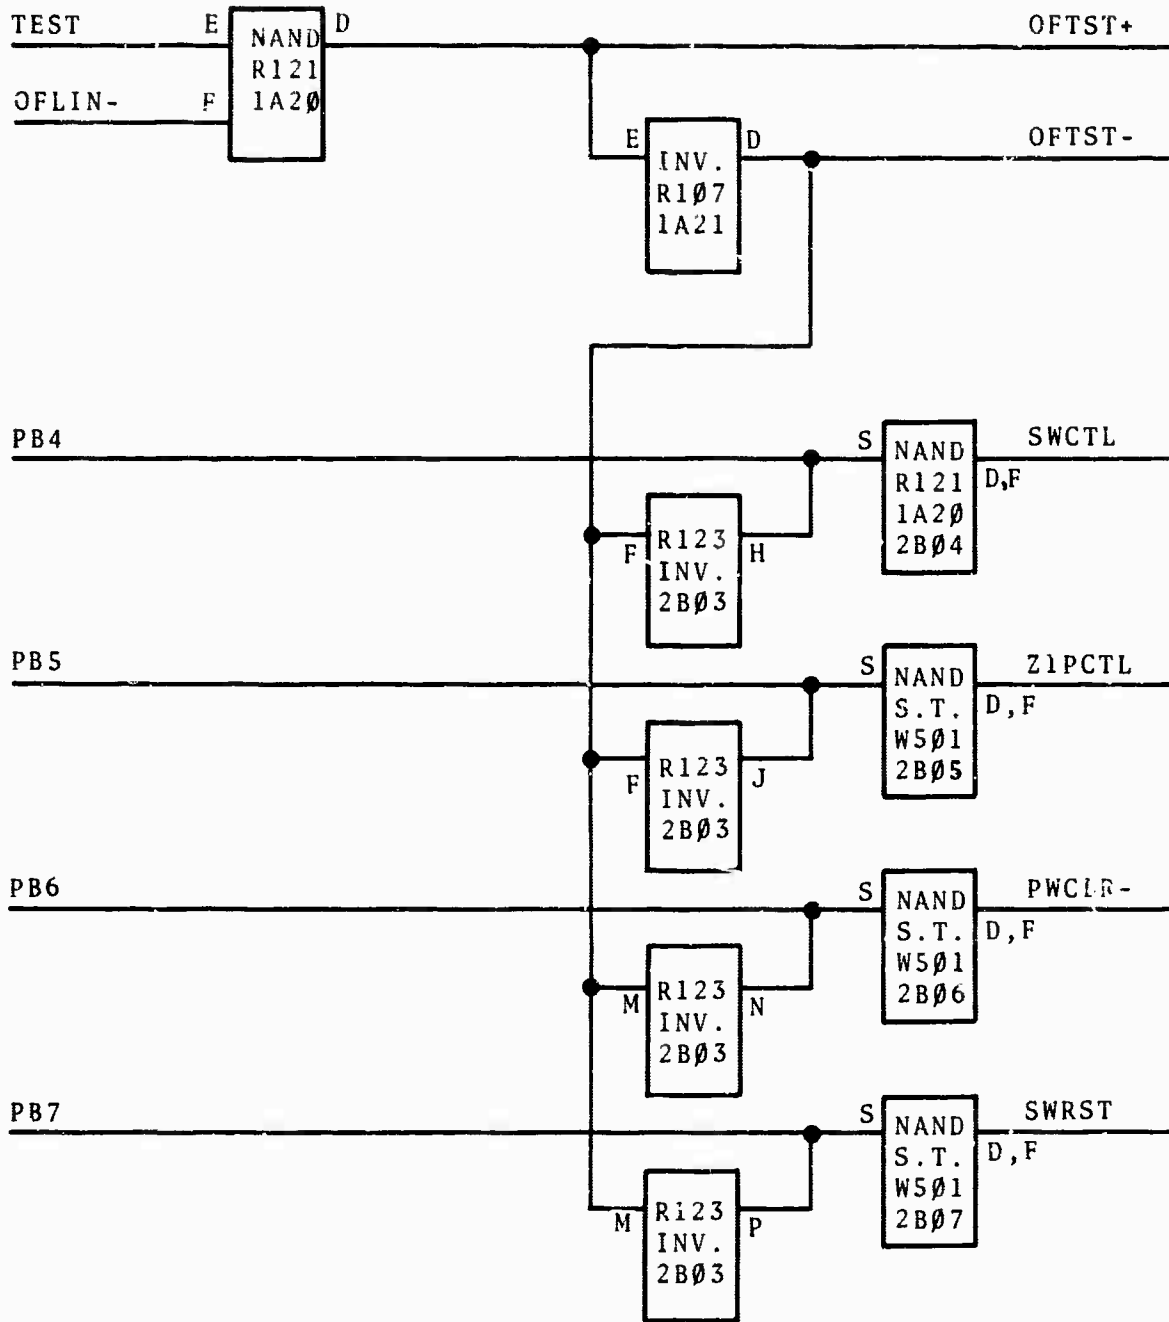 TEST
E
NAND
R121
1A2Ø
D
OFTST+
OFLIN-
F
E
INV.
R1Ø7
1A21
D
OFTST-
PB4
S
NAND
R121
1A2Ø
2BØ4
SWCTL
D,F
F
R123
INV.
2BØ3
H
PB5
S
NAND
S.T.
W5Ø1
2BØ5
Z1PCTL
D,F
F
R123
INV.
2BØ3
J
PB6
S
NAND
S.T.
W5Ø1
2BØ6
PWCLR-
D,F
M
R123
INV.
2BØ3
N
PB7
S
NAND
S.T.
W5Ø1
2BØ7
SWRST
D,F
M
R123
INV.
2BØ3
P